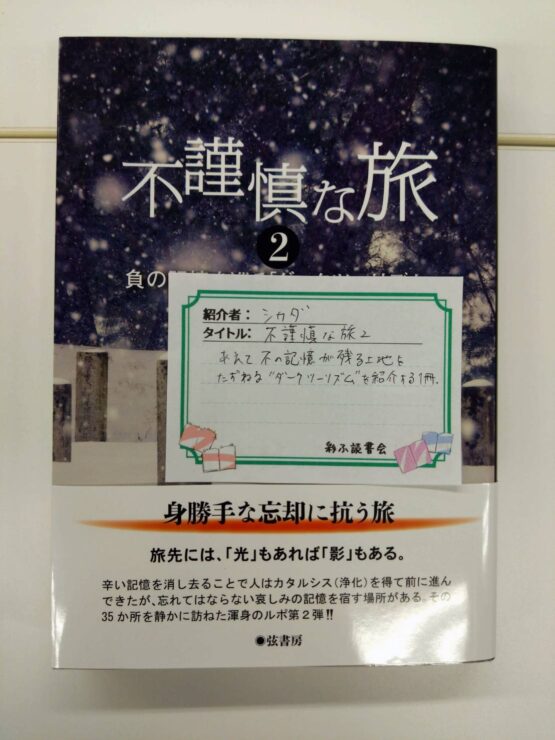 不謹慎な旅
2
負の
紹介者: シカダ
タイトル: 不謹慎な旅2
あえて 不の記憶が残る土地を
たずねる"ダークツーリズム"を紹介する1冊。
彩ふ読書会
身勝手な忘却に抗う旅
旅先には、「光」もあれば「影」もある。
辛い記憶を消し去ることで人はカタルシス(浄化)を得て前に進ん
できたが、忘れてはならない哀しみの記憶を宿す場所がある。その
35か所を静かに訪ねた渾身のルポ第2弾!!
●弦書房